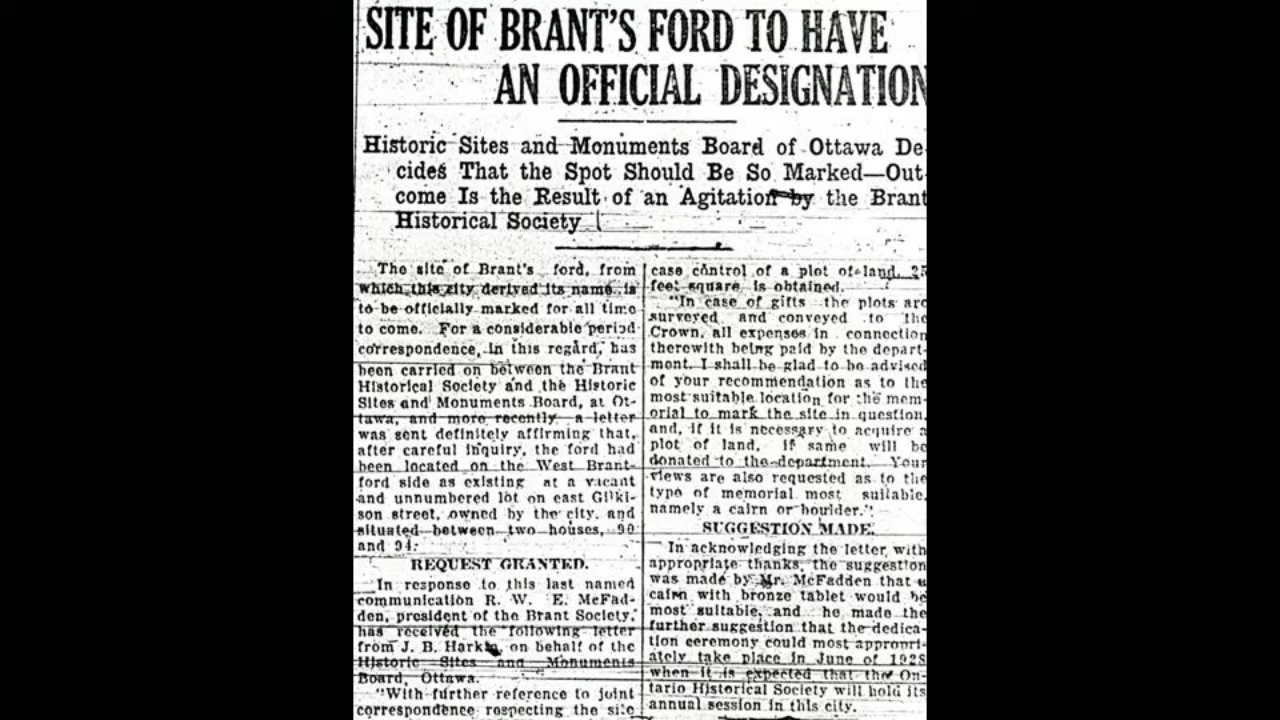 SITE OF BRANT'S FORD TO HAVE
AN OFFICIAL DESIGNATION
Historic Sites and Monuments Board of Ottawa De-
cides That the Spot Should Be So Marked—Out-
come Is the Result of an Agitation by the Brant
Historical Society
The site of Brant's ford, from
which this city derived its name, is
to be officially marked for all time
to come. For a considerable period
correspondence, in this regard, has
been carried on between the Brant
Historical Society and the Historic
Sites and Monuments Board, at Ot-
tawa, and more recently a letter
was sent definitely affirming that,
after careful inquiry, the ford had
been located on the West Brant-
ford side as existing at a vacant
and unnumbered lot on east Gilki-
son street, owned by the city, and
situated between two houses, 90
and 94.
REQUEST GRANTED.
In response to this last named
communication R. W. E. McFad-
den, president of the Brant Society,
has received the following letter
from J. B. Harkin, on behalf of the
Historic Sites and Monuments
Board, Ottawa.
"With further reference to joint
correspondence respecting the site
case control of a plot of land, 25
feet square is obtained.
"In case of gifts the plots are
surveyed and conveyed to the
Crown, all expenses in connection
therewith being paid by the depart-
ment. I shall be glad to be advised
of your recommendation as to the
most suitable location for the mem-
orial to mark the site in question,
and, if it is necessary to acquire a
plot of land, if same will be
donated to the department. Your
views are also requested as to the
type of memorial most suitable,
namely a cairn or boulder."
SUGGESTION MADE.
In acknowledging the letter, with
appropriate thanks, the suggestion
was made by Mr. McFadden that a
cairn with bronze tablet would be
most suitable, and he made the
further suggestion that the dedica-
tion ceremony could most appropri-
ately take place in June of 1928
when it is expected that the On-
tario Historical Society will hold its
annual session in this city.